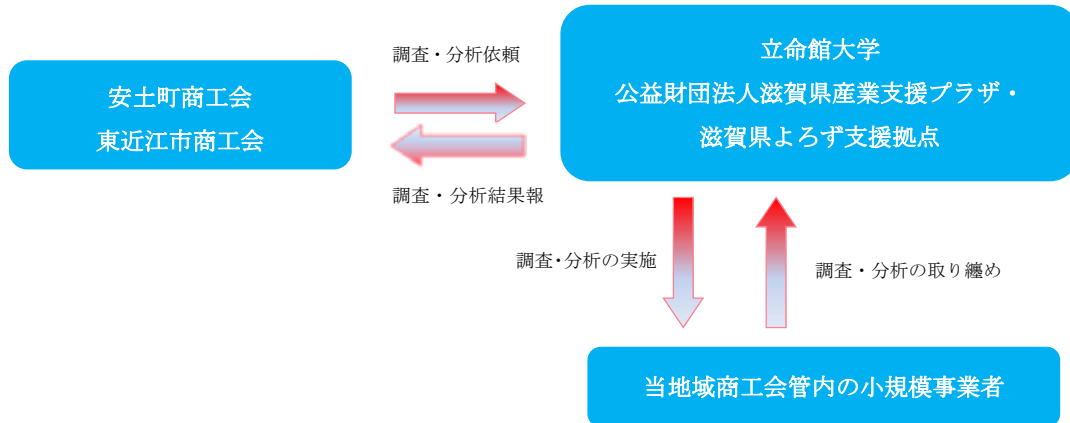 調査・分析依頼
安土町商工会
東近江市商工会
立命館大学
公益財団法人滋賀県産業支援プラザ・
滋賀県よろず支援拠点
調査・分析結果報
調査・分析の実施
調査・分析の取り纏め
当地域商工会管内の小規模事業者